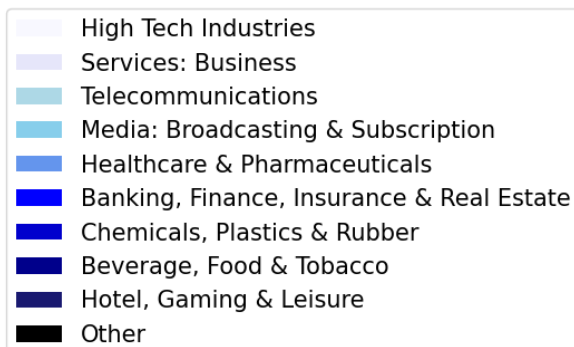 High Tech Industries
Services: Business
Telecommunications
Media: Broadcasting & Subscription
Healthcare & Pharmaceuticals
Banking, Finance, Insurance & Real Estate
Chemicals, Plastics & Rubber
Beverage, Food & Tobacco
Hotel, Gaming & Leisure
Other